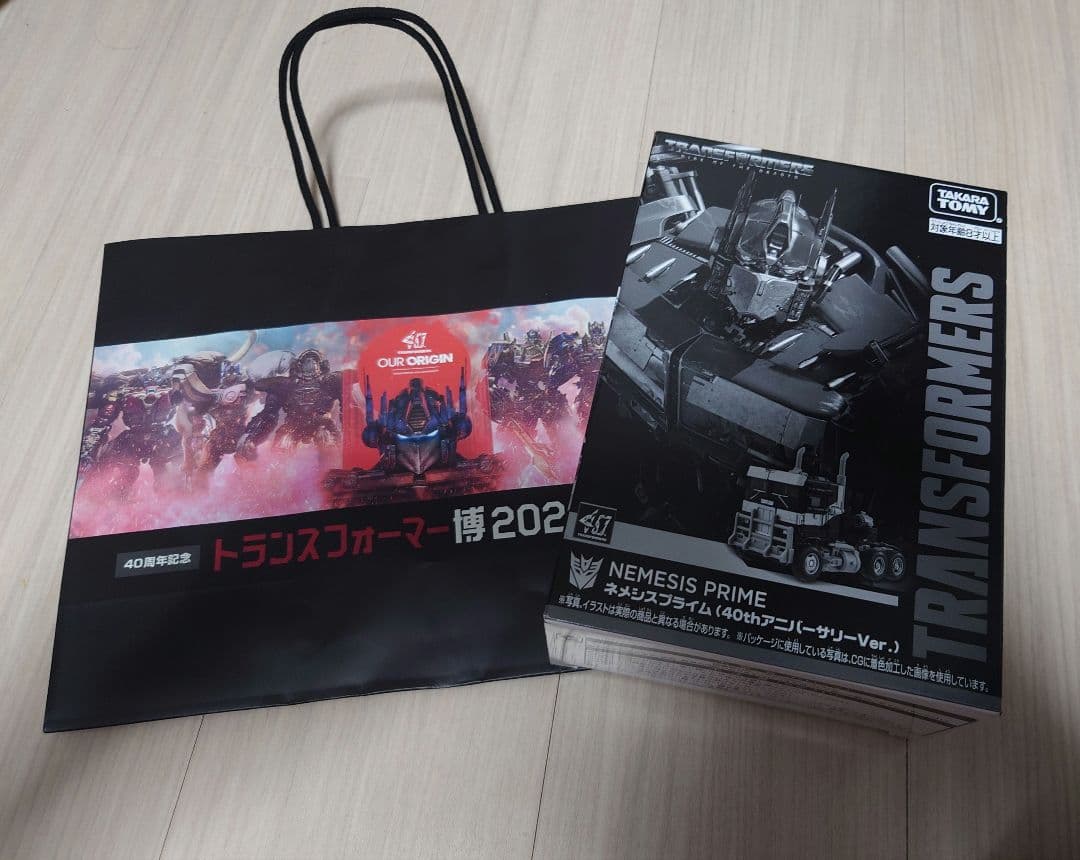 TRANSFORMERS
OUR ORIGIN
40周年記念
トランスフォーマー博202
TRANSFORMERS
RISE OF THE BEASTS
TAKARA
TOMY
対象年齢8才以上
TRANSFORMERS
NEMESIS PRIME
ネメシスプライム(40thアニバーサリーVer.)
※写真、イラストは実際の商品と異なる場合があります。 ※パッケージに使用している写真は、CGに着色加工した画像を使用しています。